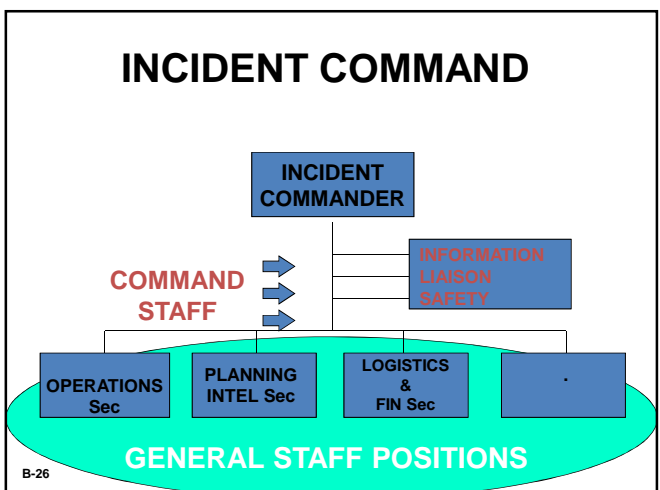 INCIDENT COMMAND
INCIDENT
COMMANDER
INFORMATION
LIAISON
SAFETY
COMMAND
STAFF
OPERATIONS
Sec
PLANNING
INTEL Sec
LOGISTICS
&
FIN Sec
.
GENERAL STAFF POSITIONS
B-26